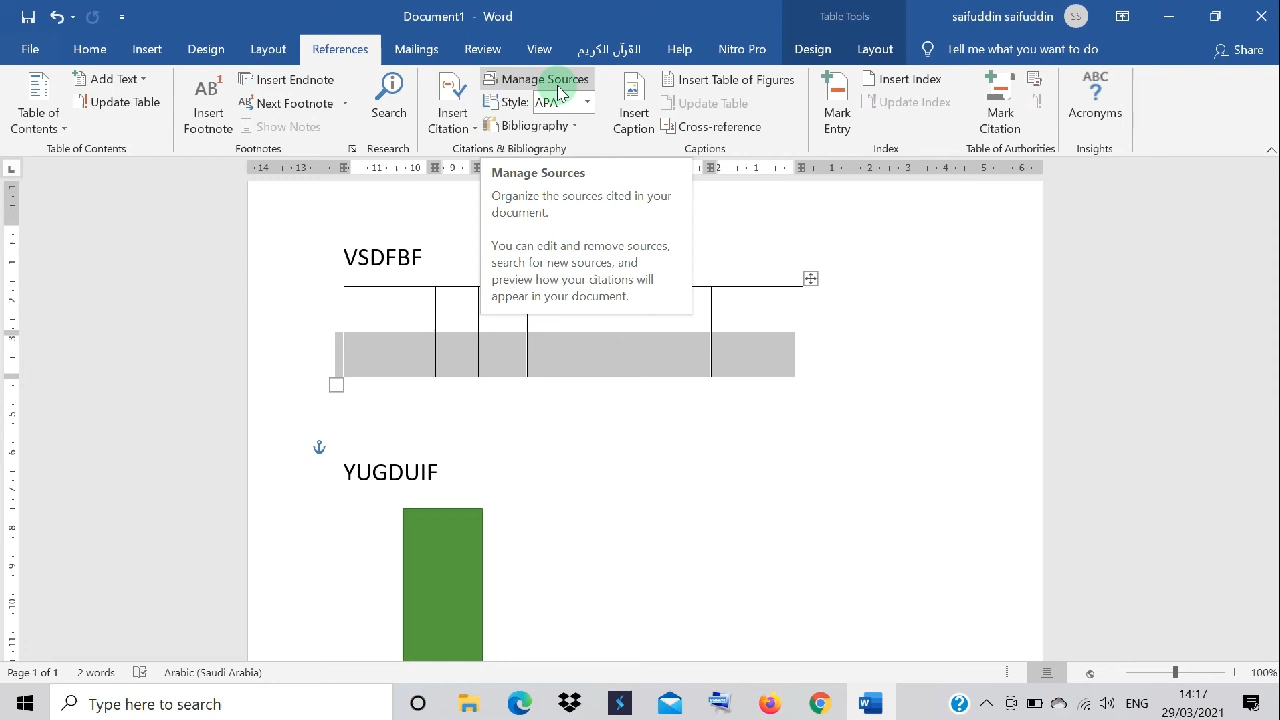 Document1 - Word
Table Tools
saifuddin saifuddin
SS
File
Home
Insert
Design
Layout
References
Mailings
Review
View
القرآن الكريم
Help
Nitro Pro
Design
Layout
Tell me what you want to do
Share
Table of
Contents
Add Text
Update Table
Table of Contents
AB
Insert
Footnote
Insert Endnote
Next Footnote
Show Notes
Footnotes
Search
Research
Insert
Citation
Manage Sources
Style: APA
Bibliography
Citations & Bibliography
Insert
Caption
Insert Table of Figures
Update Table
Cross-reference
Captions
Mark
Entry
Insert Index
Update Index
Index
Mark
Citation
Table of Authorities
ABC
?
Acronyms
Insights
Manage Sources
Organize the sources cited in your
document.
You can edit and remove sources,
search for new sources, and
preview how your citations will
appear in your document.
VSDFBF
YUGDUIF
Page 1 of 1
2 words
Arabic (Saudi Arabia)
100%
Type here to search
14:17
29/03/2021